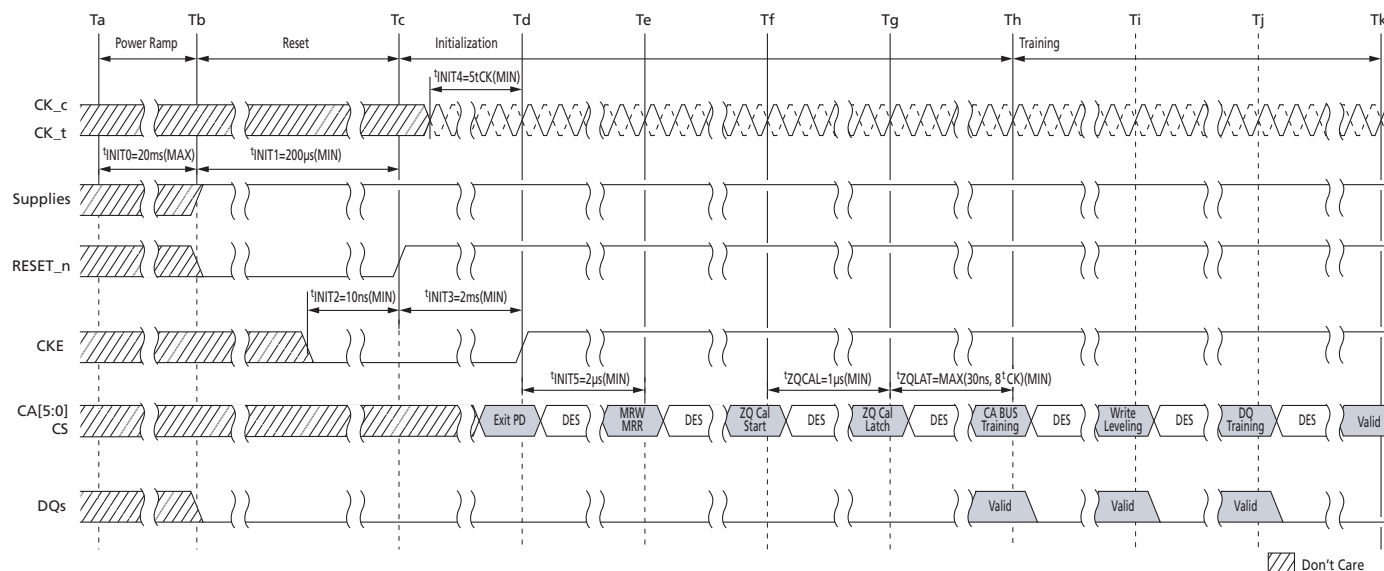 Ta Tb Tc Td Te Tf Tg Th Ti Tj Tk
Power Ramp Reset Initialization Training
tINIT4=5tCK(MIN)
CK_c
CK_t
tINIT0=20ms(MAX) tINIT1=200μs(MIN)
Supplies
RESET_n
tINIT2=10ns(MIN) tINIT3=2ms(MIN)
CKE
tINIT5=2μs(MIN) tZQCAL=1μs(MIN) tZQLAT=MAX(30ns, 8tCK)(MIN)
CA[5:0]
CS
Exit PD DES MRW MRR DES ZQ Cal Start DES ZQ Cal Latch DES CA BUS Training DES Write Leveling DES DQ Training DES Valid
DQs Valid Valid Valid
Don't Care